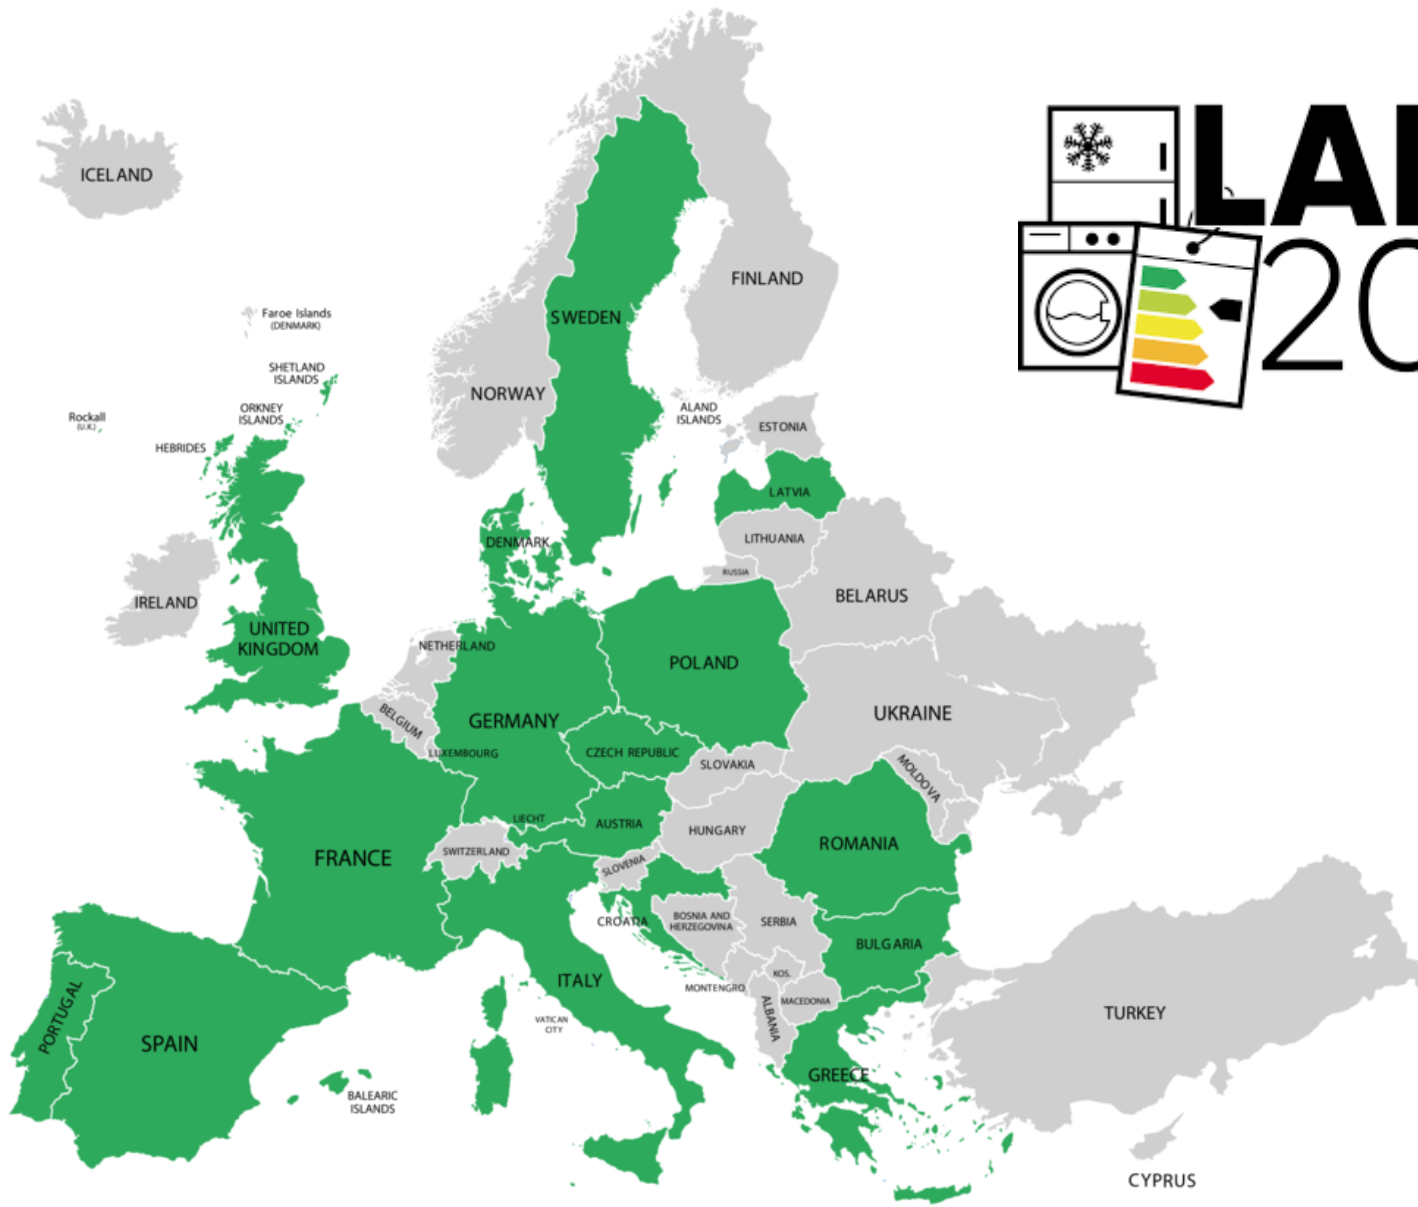 ICELAND
LAI
20
FINLAND
Faroe Islands
(DENMARK)
SWEDEN
SHETLAND
ISLANDS
NORWAY
ORKNEY
ISLANDS
ALAND
ISLANDS
Rockall
(U.K.)
ESTONIA
HEBRIDES
LATVIA
LITHUANIA
DENMARK
RUSSIA
BELARUS
IRELAND
UNITED
KINGDOM
NETHERLAND
POLAND
BELGIUM
GERMANY
UKRAINE
LUXEMBOURG
CZECH REPUBLIC
SLOVAKIA
MOLDOVA
LIECHT
AUSTRIA
HUNGARY
FRANCE
SWITZERLAND
ROMANIA
SLOVENIA
CROATIA
BOSNIA AND
HERZEGOVINA
SERBIA
BULGARIA
ITALY
KOS.
MONTENGRO
MACEDONIA
ALBANIA
PORTUGAL
SPAIN
VATICAN
CITY
TURKEY
GREECE
BALEARIC
ISLANDS
CYPRUS